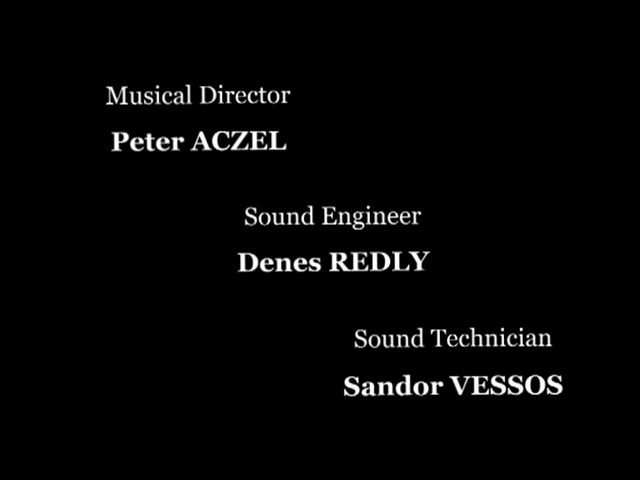 Musical Director
Peter ACZEL
Sound Engineer
Denes REDLY
Sound Technician
Sandor VESSOS